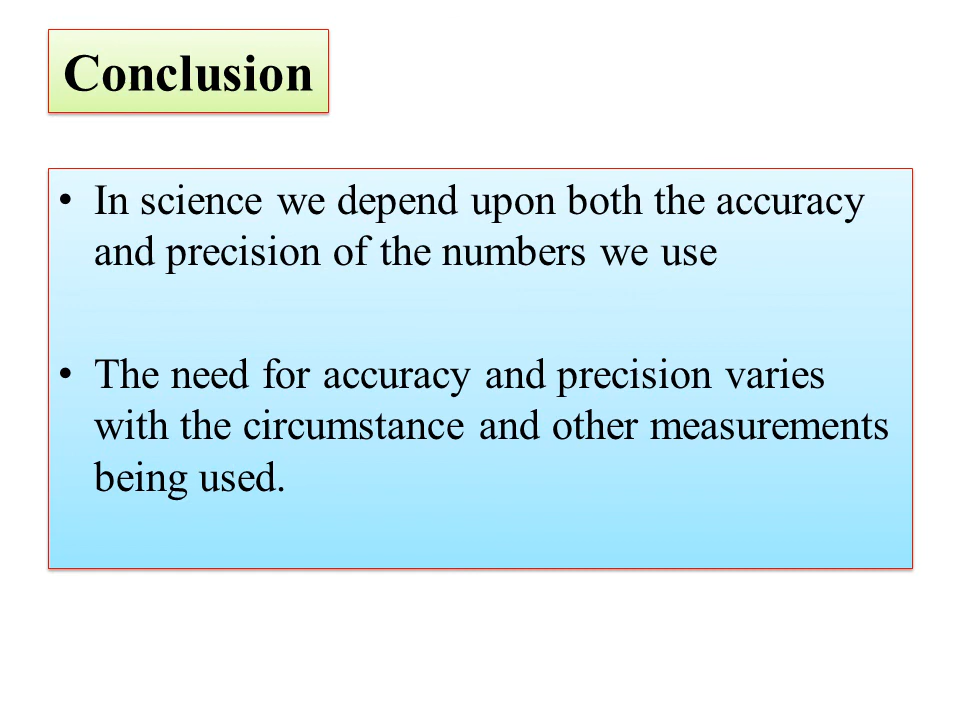 Conclusion
• In science we depend upon both the accuracy
and precision of the numbers we use
• The need for accuracy and precision varies
with the circumstance and other measurements
being used.